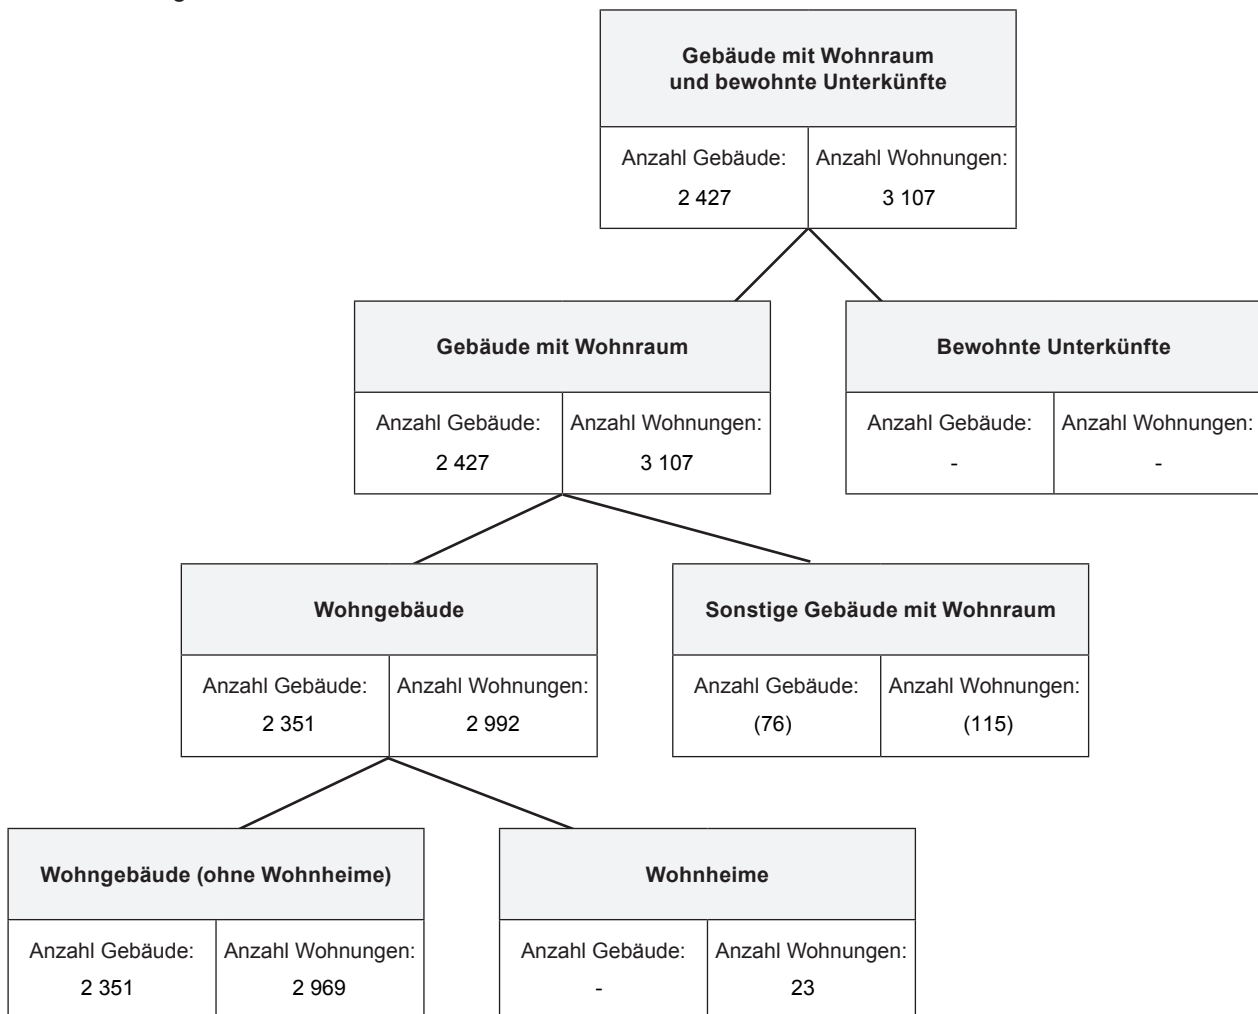 Gebäude mit Wohnraum
und bewohnte Unterkünfte
Anzahl Gebäude: Anzahl Wohnungen:
2 427 3 107
Gebäude mit Wohnraum
Anzahl Gebäude: Anzahl Wohnungen:
2 427 3 107
Bewohnte Unterkünfte
Anzahl Gebäude: Anzahl Wohnungen:
- -
Wohngebäude
Anzahl Gebäude: Anzahl Wohnungen:
2 351 2 992
Sonstige Gebäude mit Wohnraum
Anzahl Gebäude: Anzahl Wohnungen:
(76) (115)
Wohngebäude (ohne Wohnheime)
Anzahl Gebäude: Anzahl Wohnungen:
2 351 2 969
Wohnheime
Anzahl Gebäude: Anzahl Wohnungen:
- 23